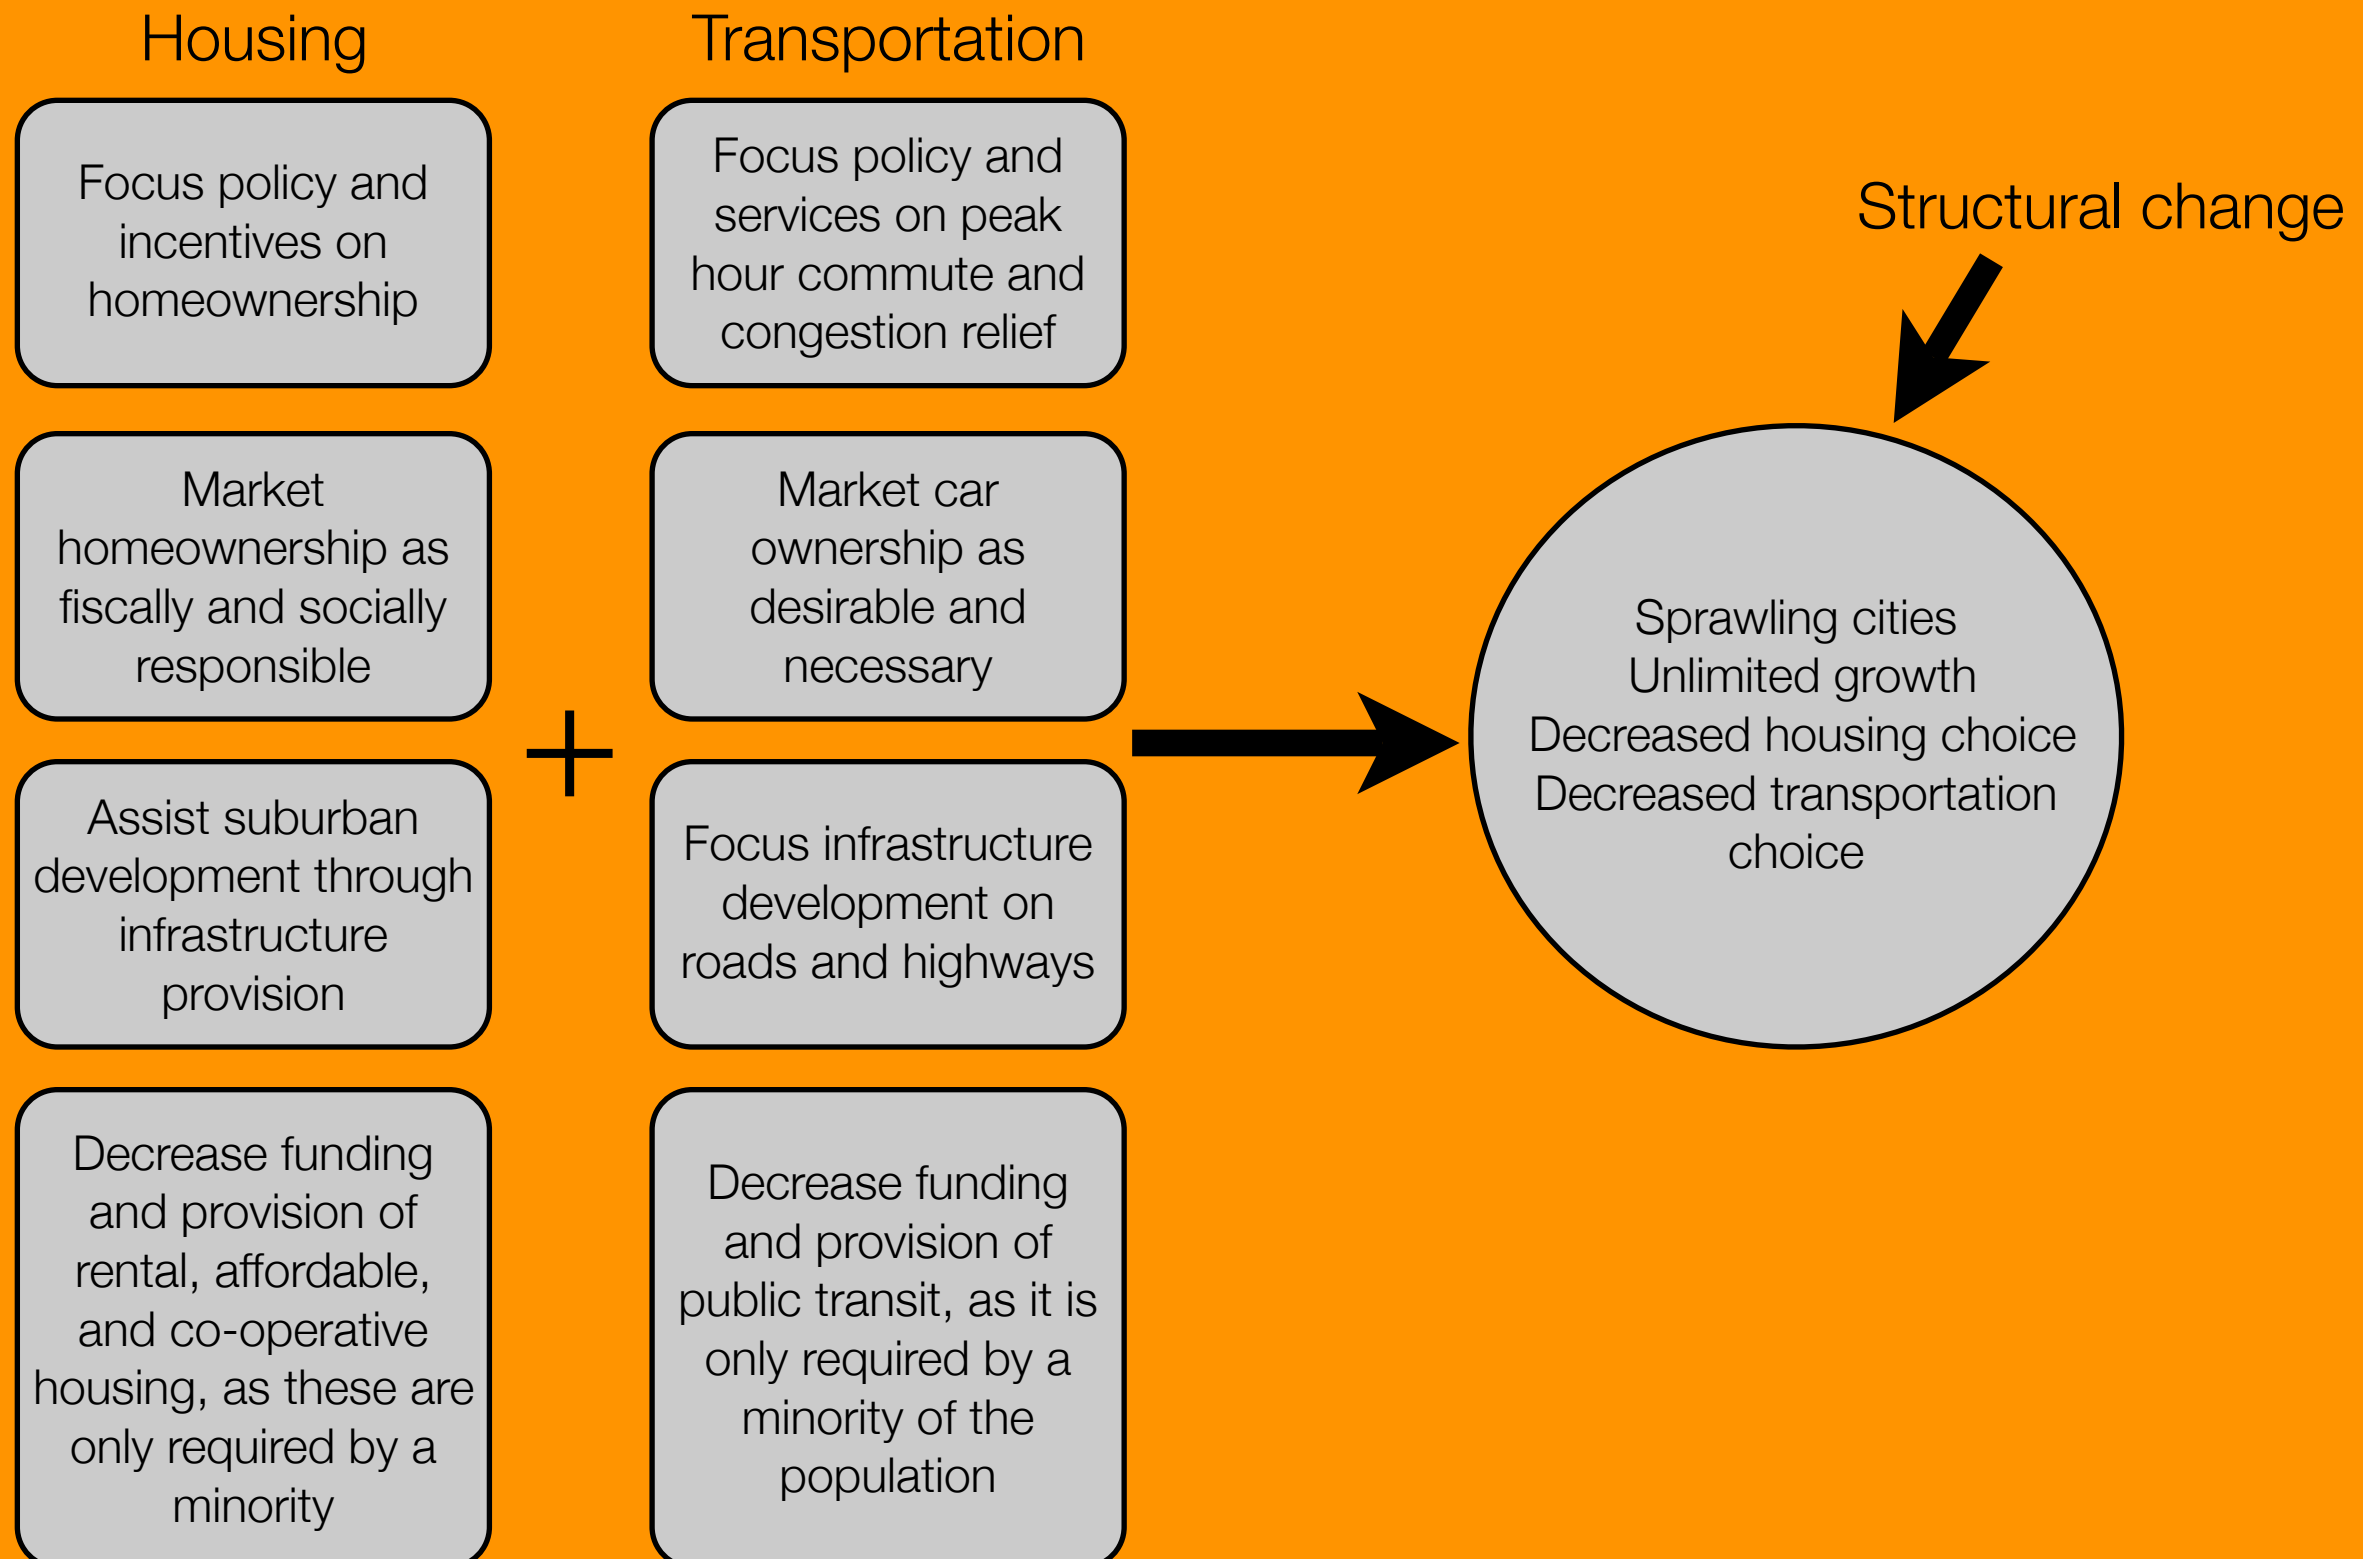 Housing
Focus policy and
incentives on
homeownership
Market
homeownership as
fiscally and socially
responsible
Assist suburban
development through
infrastructure
provision
Decrease funding
and provision of
rental, affordable,
and co-operative
housing, as these are
only required by a
minority
+
Transportation
Focus policy and
services on peak
hour commute and
congestion relief
Market car
ownership as
desirable and
necessary
Focus infrastructure
development on
roads and highways
Decrease funding
and provision of
public transit, as it is
only required by a
minority of the
population
Structural change
Sprawling cities
Unlimited growth
Decreased housing choice
Decreased transportation
choice